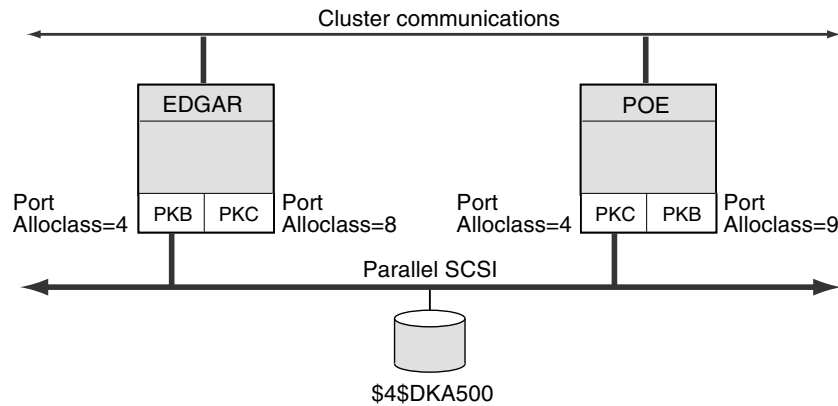 Cluster communications
EDGAR
POE
Port
Alloclass=4
PKB
PKC
Port
Alloclass=8
Port
Alloclass=4
PKC
PKB
Port
Alloclass=9
Parallel SCSI
$4$DKA500